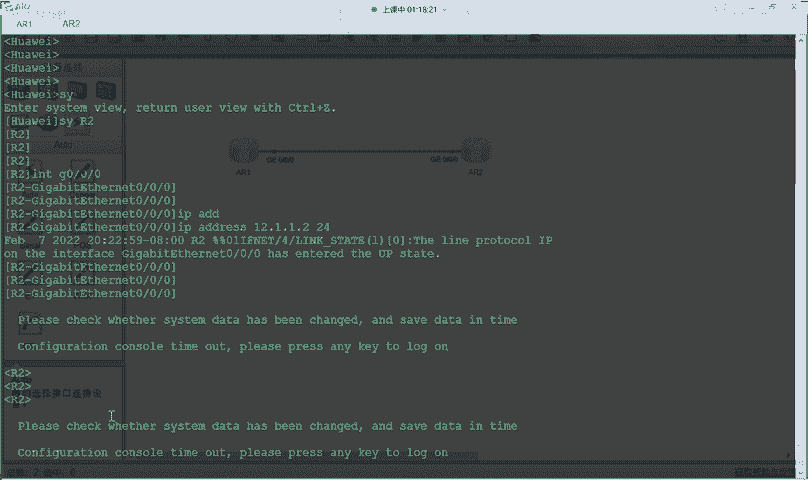 AR2
上课中 01:18:21
AR1 AR2
<Huawei>
<Huawei>
<Huawei>
<Huawei>
<Huawei>sy
Enter system view, return user view with Ctrl+Z.
[Huawei]sy R2
[R2]
[R2]
[R2]
[R2]int g0/0/0
[R2-GigabitEthernet0/0/0]
[R2-GigabitEthernet0/0/0]
[R2-GigabitEthernet0/0/0]ip add
[R2-GigabitEthernet0/0/0]ip address 12.1.1.2 24
Feb  7 2022 20:22:59-08:00 R2 %%01IFNET/4/LINK_STATE(l)[0]:The line protocol IP
on the interface GigabitEthernet0/0/0 has entered the UP state.
[R2-GigabitEthernet0/0/0]
[R2-GigabitEthernet0/0/0]
[R2-GigabitEthernet0/0/0]
Please check whether system data has been changed, and save data in time
Configuration console time out, please press any key to log on
<R2>
<R2>
<R2>
Please check whether system data has been changed, and save data in time
Configuration console time out, please press any key to log on
Auto
GE 0/0/0
GE 0/0/0
AR1
AR2